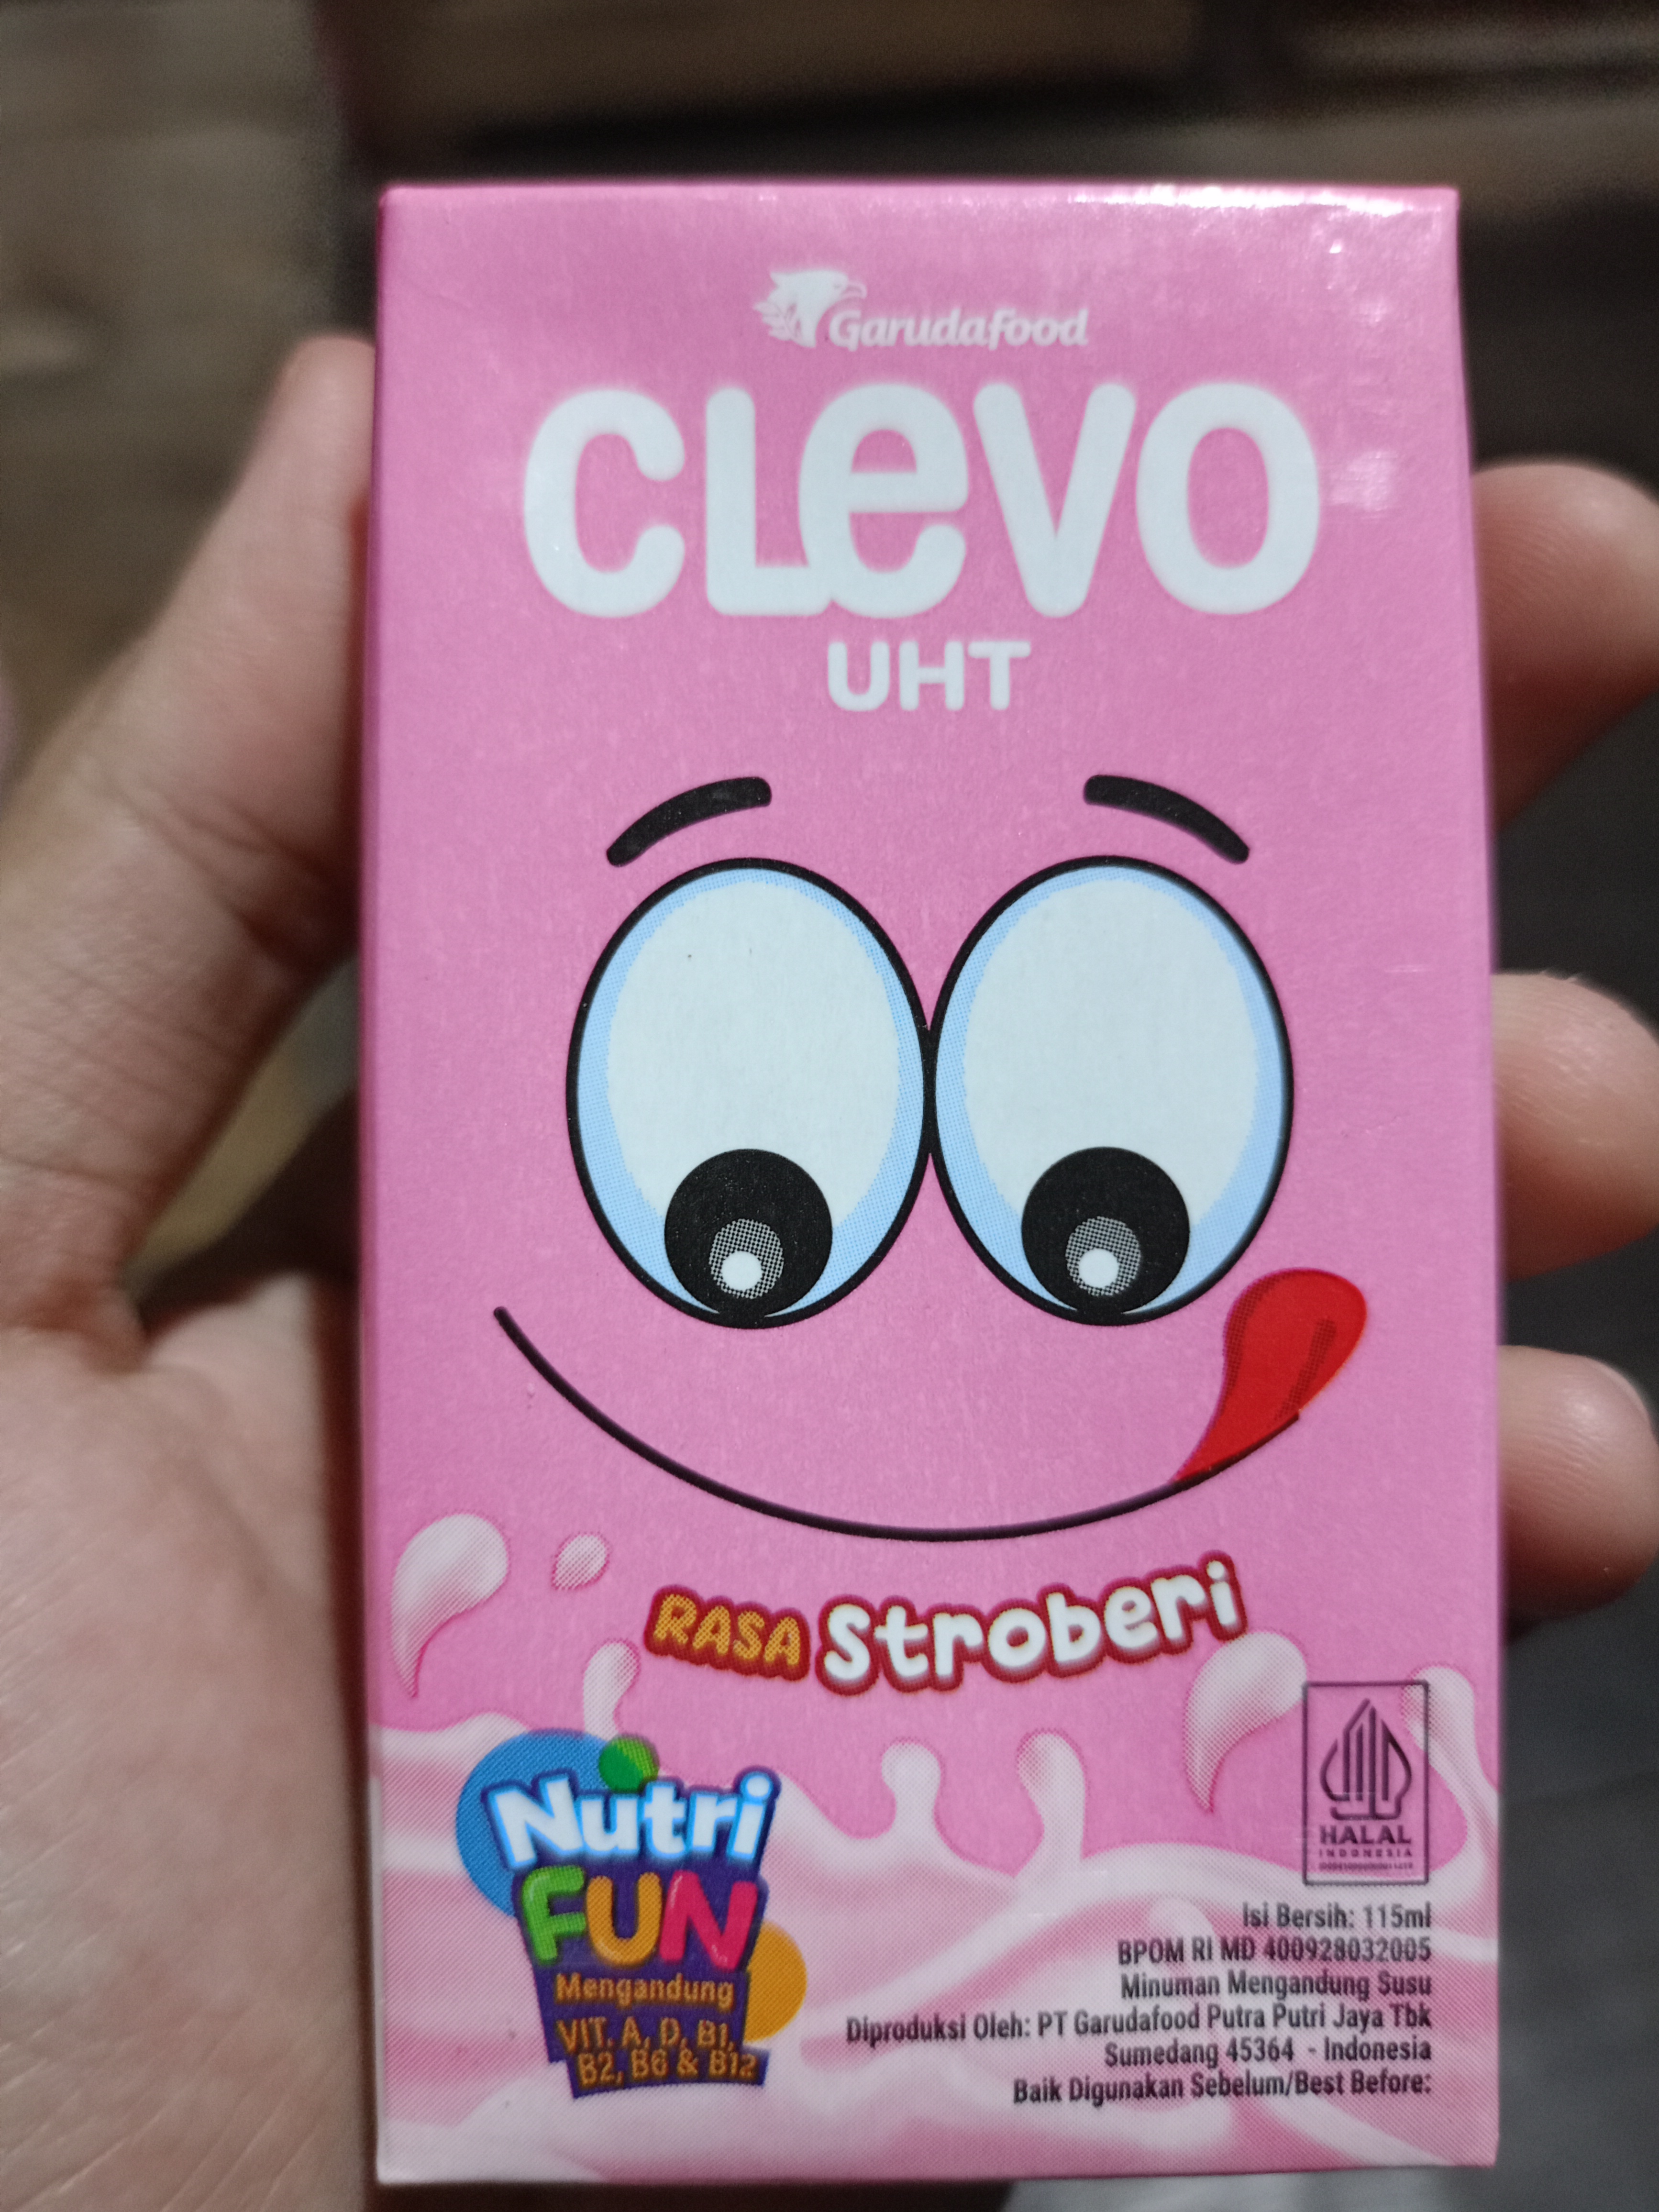 Garudafood
CLeVO
UHT
RASA Stroberi
Nutri
FUN
Mengandung
VIT. A, D, B1,
B2, B6 & B12
HALAL
INDONESIA
Isi Bersih: 115ml
BPOM RI MD 400928032005
Minuman Mengandung Susu
Diproduksi Oleh: PT Garudafood Putra Putri Jaya Tbk
Sumedang 45364 - Indonesia
Baik Digunakan Sebelum/Best Before: